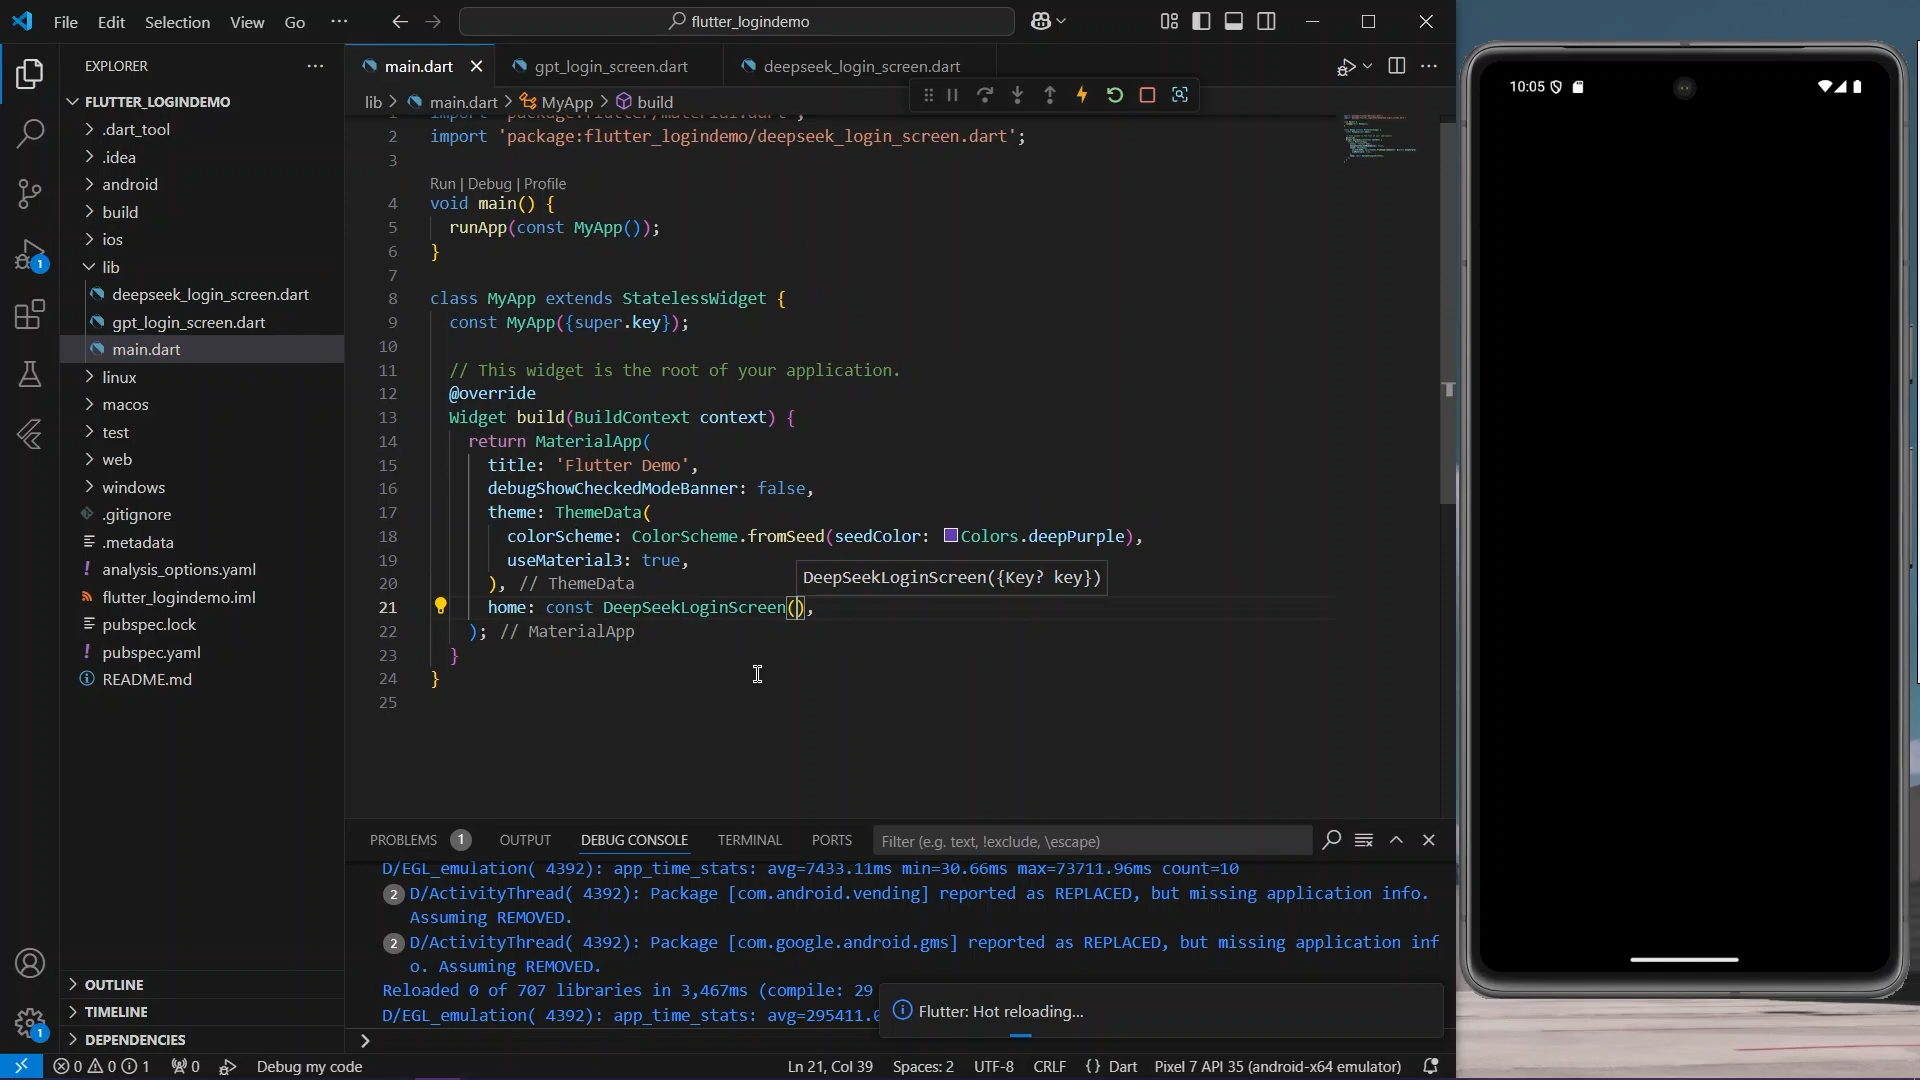 File Edit Selection View Go ···
flutter_logindemo
EXPLORER
FLUTTER_LOGINDEMO
.dart_tool
.idea
android
build
ios
lib
deepseek_login_screen.dart
gpt_login_screen.dart
main.dart
linux
macos
test
web
windows
.gitignore
.metadata
analysis_options.yaml
flutter_logindemo.iml
pubspec.lock
pubspec.yaml
README.md
OUTLINE
TIMELINE
DEPENDENCIES
main.dart gpt_login_screen.dart deepseek_login_screen.dart
lib > main.dart > MyApp > build
1 import 'package:flutter/material.dart';
2 import 'package:flutter_logindemo/deepseek_login_screen.dart';
3
Run | Debug | Profile
4 void main() {
5 runApp(const MyApp());
6 }
7
8 class MyApp extends StatelessWidget {
9 const MyApp({super.key});
10
11 // This widget is the root of your application.
12 @override
13 Widget build(BuildContext context) {
14 return MaterialApp(
15 title: 'Flutter Demo',
16 debugShowCheckedModeBanner: false,
17 theme: ThemeData(
18 colorScheme: ColorScheme.fromSeed(seedColor: Colors.deepPurple),
19 useMaterial3: true,
20 ), // ThemeData
DeepSeekLoginScreen({Key? key})
21 home: const DeepSeekLoginScreen(),
22 ); // MaterialApp
23 }
24 }
25
PROBLEMS 1 OUTPUT DEBUG CONSOLE TERMINAL PORTS Filter (e.g. text, !exclude, \escape)
D/EGL_emulation( 4392): app_time_stats: avg=7433.11ms min=30.66ms max=73711.96ms count=10
2 D/ActivityThread( 4392): Package [com.android.vending] reported as REPLACED, but missing application info.
Assuming REMOVED.
2 D/ActivityThread( 4392): Package [com.google.android.gms] reported as REPLACED, but missing application inf
o. Assuming REMOVED.
Reloaded 0 of 707 libraries in 3,467ms (compile: 29
D/EGL_emulation( 4392): app_time_stats: avg=295411.0
Flutter: Hot reloading...
1
1
0 0 1 0 Debug my code Ln 21, Col 39 Spaces: 2 UTF-8 CRLF {} Dart Pixel 7 API 35 (android-x64 emulator)
10:05